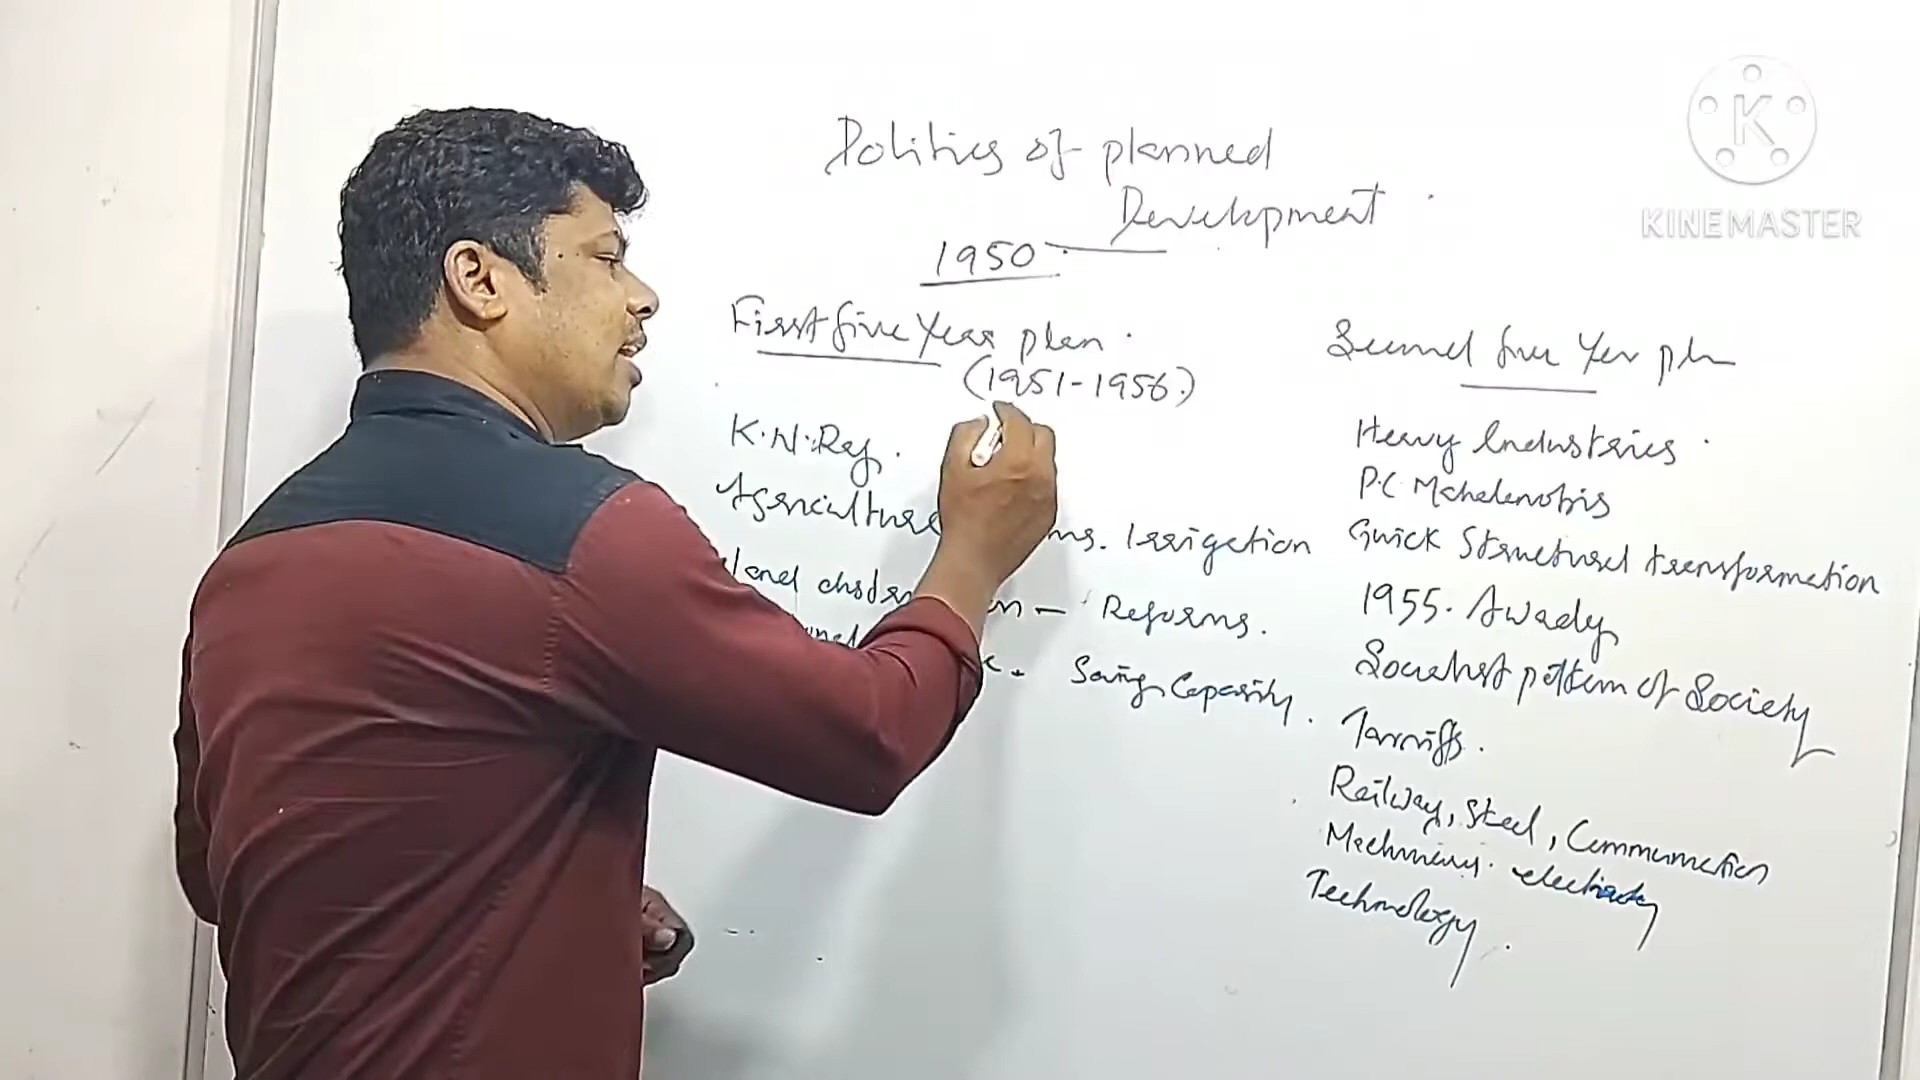 Politics of planned
Development
1950
First five Year plan.
(1951-1956)
K.N. Raj.
Agriculture
ms. Irrigation
Land
on - Reforms.
Saving Capacity.
Second five Year plan
Heavy Industries.
P.C Mahalanobis
Quick Structural transformation
1955. Awady
Socialist pattern of Society
Tarriffs.
Railway, Steel, Communication
Machinery. electricity
Technology.
K
KINEMASTER